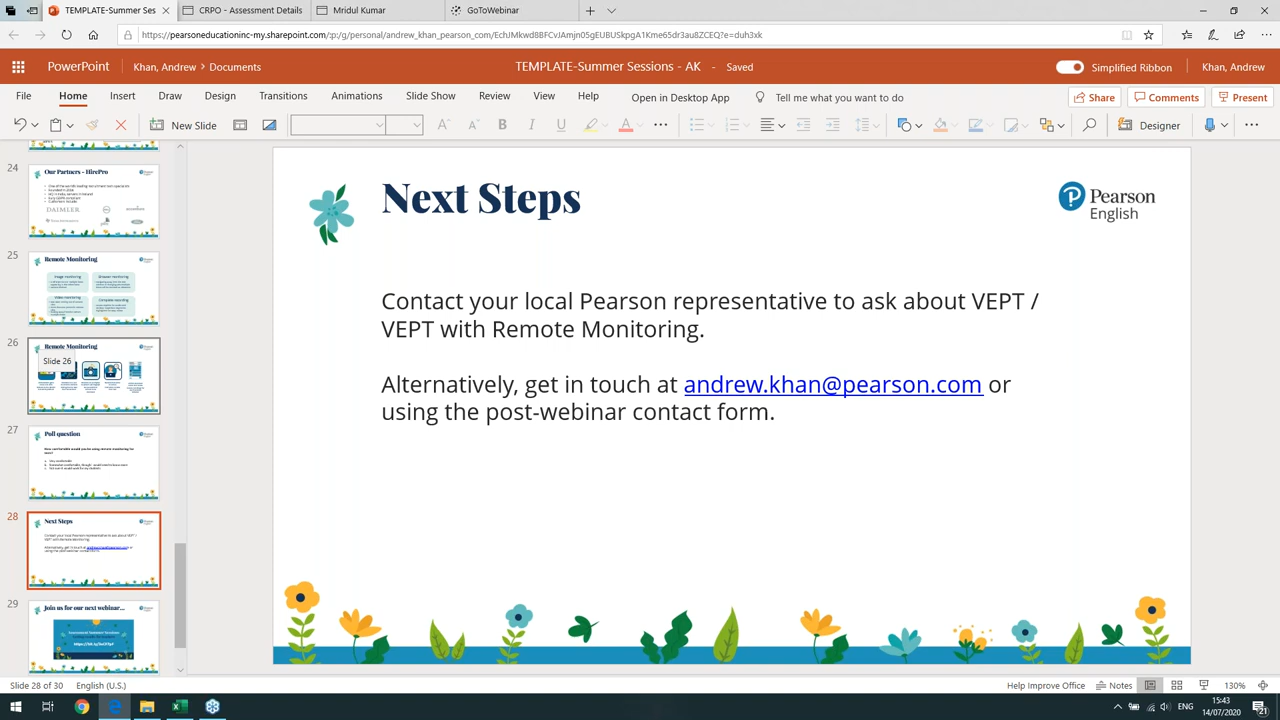 TEMPLATE-Summer Ses
CRPO - Assessment Details
Mridul Kumar
GoToWebinar
https://pearsoneducationinc-my.sharepoint.com/:p:/g/personal/andrew_khan_pearson_com/EchJMkwd8BFCvJAmjn05gEUBUSkpgA1Kme65dr3au8ZCEQ?e=duh3xk
PowerPoint
Khan, Andrew > Documents
TEMPLATE-Summer Sessions - AK - Saved
Simplified Ribbon
Khan, Andrew
File
Home
Insert
Draw
Design
Transitions
Animations
Slide Show
Review
View
Help
Open in Desktop App
Tell me what you want to do
Share
Comments
Present
New Slide
B I U
A
Designe
24
Our Partners - HirePro
DAIMLER
25
Remote Monitoring
26
Remote Monitoring
Slide 26
27
Poll question
28
Next Steps
29
Join us for our next webinar...
Next Steps
Pearson
English
Contact your local Pearson representative to ask about VEPT /
VEPT with Remote Monitoring.
Alternatively, get in touch at andrew.khan@pearson.com or
using the post-webinar contact form.
Slide 28 of 30
English (U.S.)
Help Improve Office
Notes
130%
ENG
15:43
14/07/2020